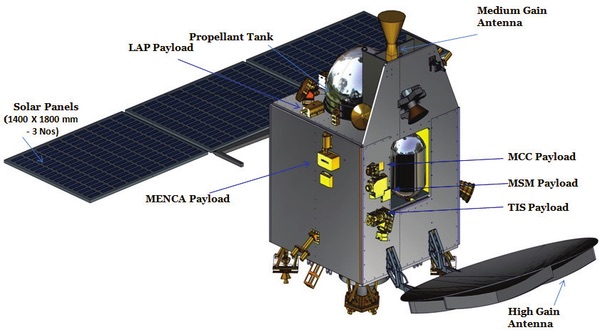 Medium Gain
Antenna
Propellant Tank
LAP Payload
Solar Panels
(1400 X 1800 mm
- 3 Nos)
MCC Payload
MSM Payload
MENCA Payload
TIS Payload
High Gain
Antenna